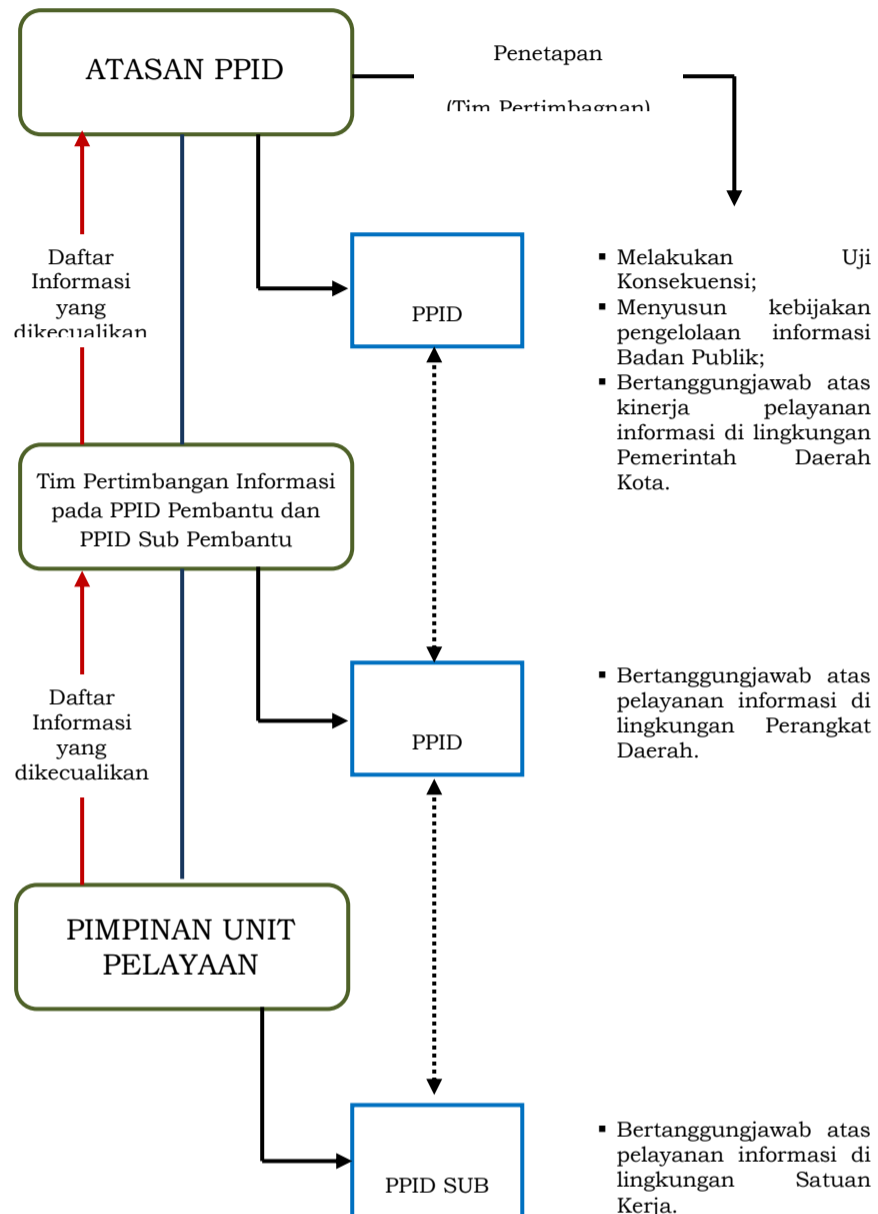 ATASAN PPID
Penetapan
(Tim Pertimbagnan)
Daftar
Informasi
yang
dikecualikan
PPID
▪ Melakukan Uji
Konsekuensi;
▪ Menyusun kebijakan
pengelolaan informasi
Badan Publik;
▪ Bertanggungjawab atas
kinerja pelayanan
informasi di lingkungan
Pemerintah Daerah
Kota.
Tim Pertimbangan Informasi
pada PPID Pembantu dan
PPID Sub Pembantu
Daftar
Informasi
yang
dikecualikan
PPID
▪ Bertanggungjawab atas
pelayanan informasi di
lingkungan Perangkat
Daerah.
PIMPINAN UNIT
PELAYAAN
PPID SUB
▪ Bertanggungjawab atas
pelayanan informasi di
lingkungan Satuan
Kerja.